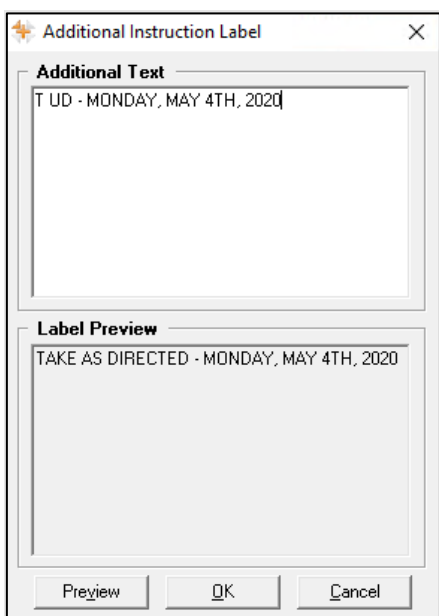 Additional Instruction Label
Additional Text
T UD - MONDAY, MAY 4TH, 2020
Label Preview
TAKE AS DIRECTED - MONDAY, MAY 4TH, 2020
Preview OK Cancel